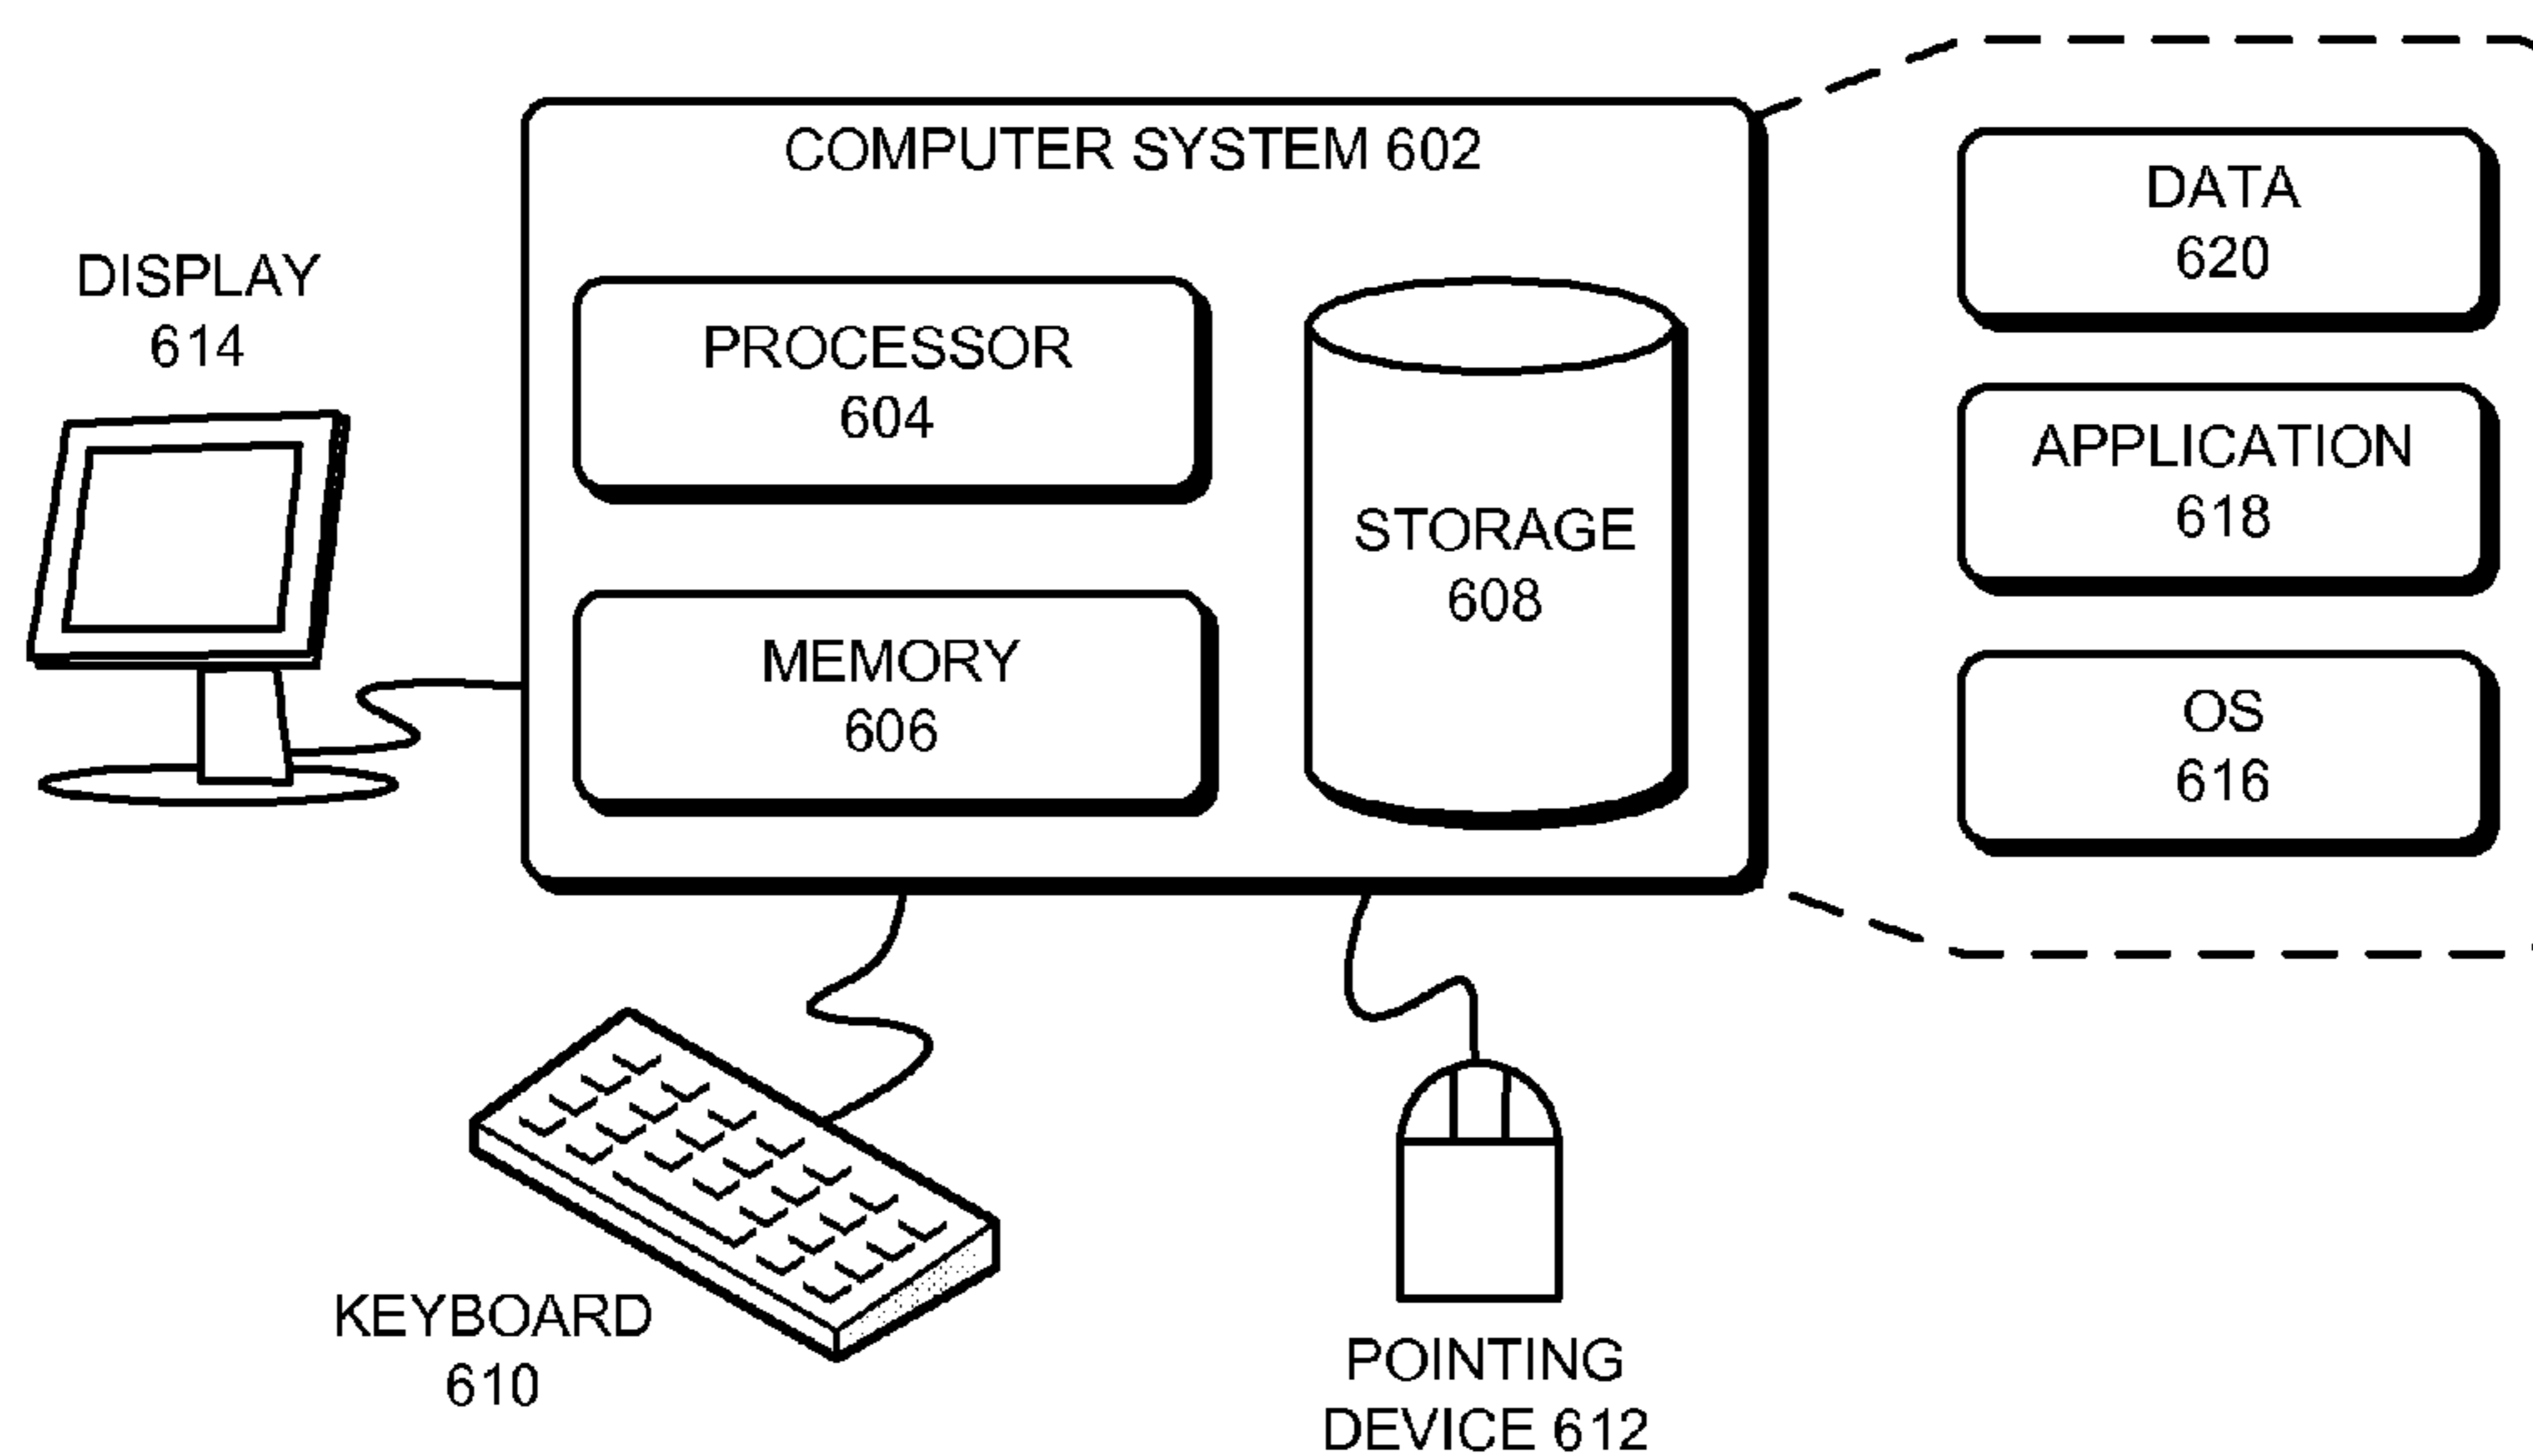 COMPUTER SYSTEM 602
DISPLAY
614
PROCESSOR
604
MEMORY
606
STORAGE
608
DATA
620
APPLICATION
618
OS
616
KEYBOARD
610
POINTING
DEVICE 612